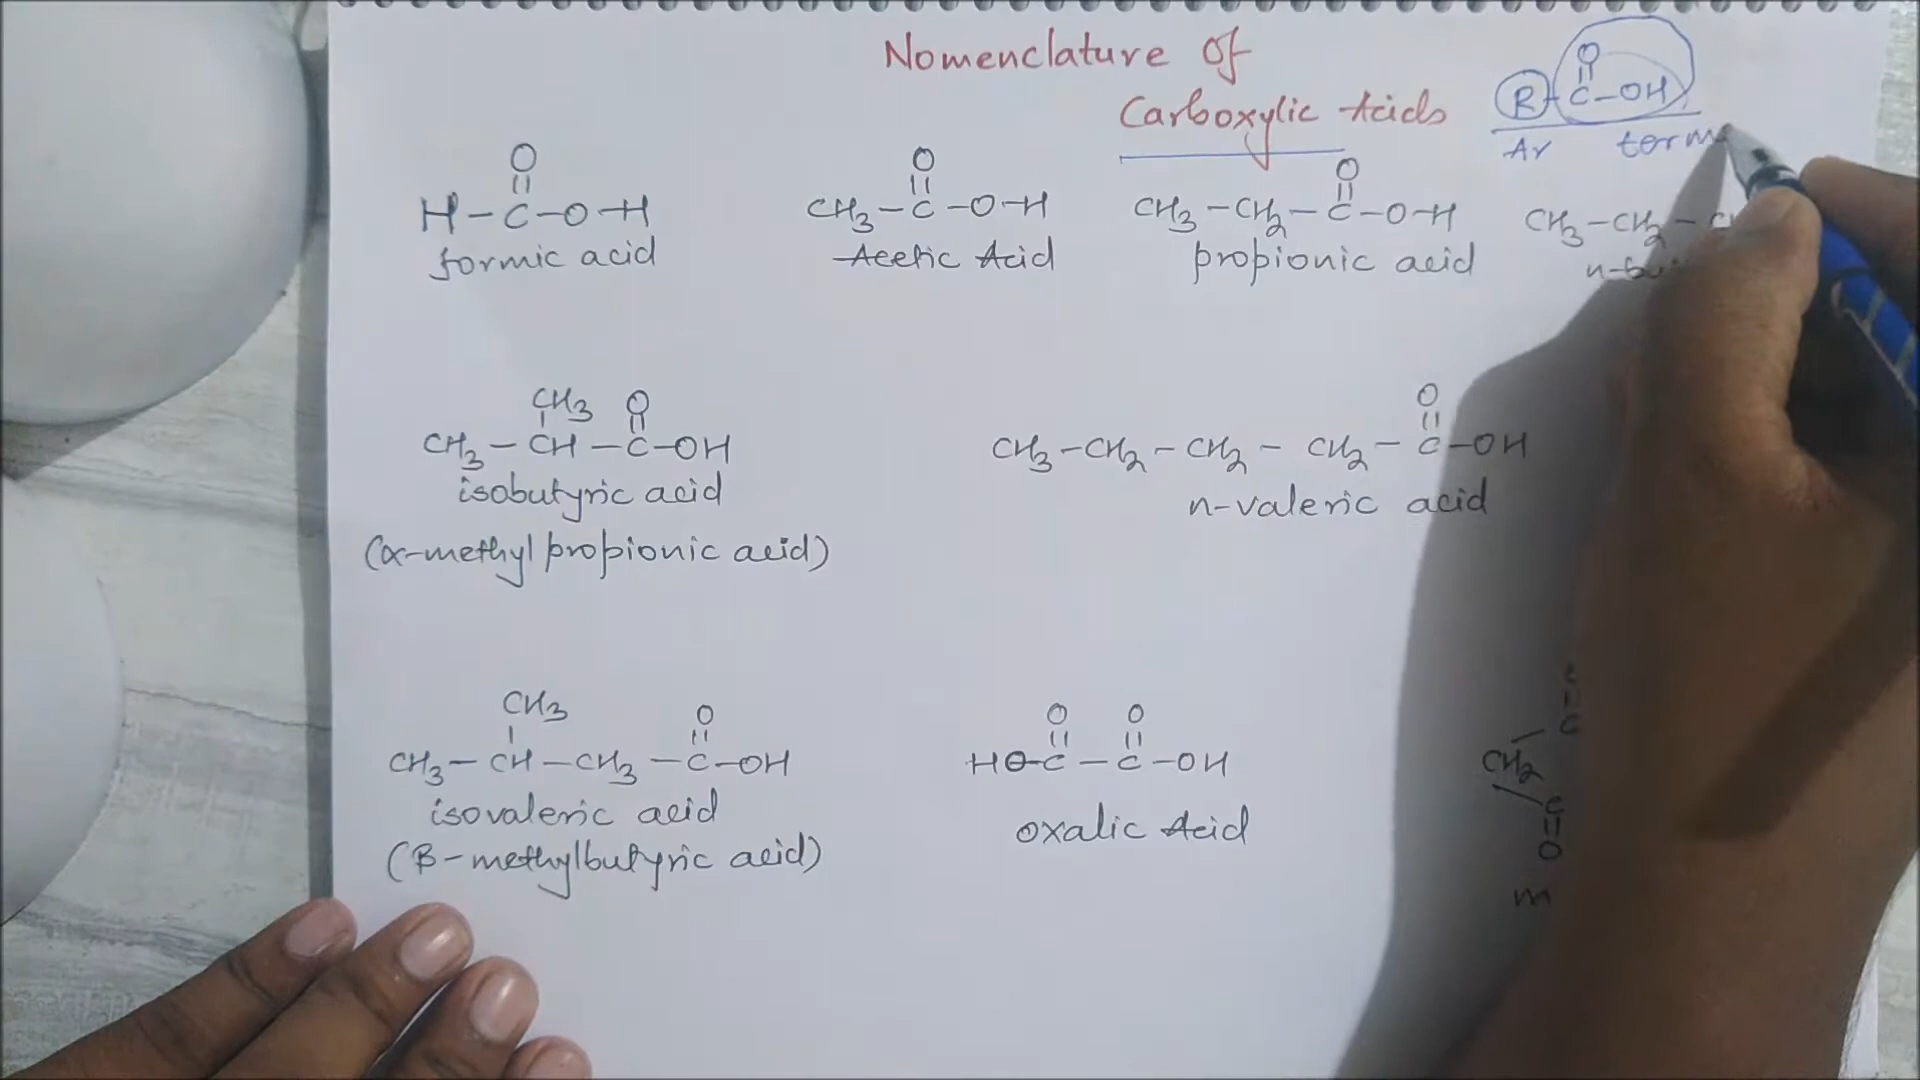 Nomenclature Of
Carboxylic Acids
O
R-C-OH
Ar
O
H-C-O-H
formic acid
O
CH3-C-O-H
Acetic Acid
O
CH3-CH2-C-O-H
propionic acid
CH3-CH2-
CH3 O
CH3-CH-C-OH
isobutyric acid
(α-methyl propionic acid)
O
CH3-CH2-CH2-CH2-C-OH
n-valeric acid
CH3 O
CH3-CH-CH3-C-OH
isovaleric acid
(β-methylbutyric acid)
O O
HO-C-C-OH
oxalic Acid
C
CH2
C
O